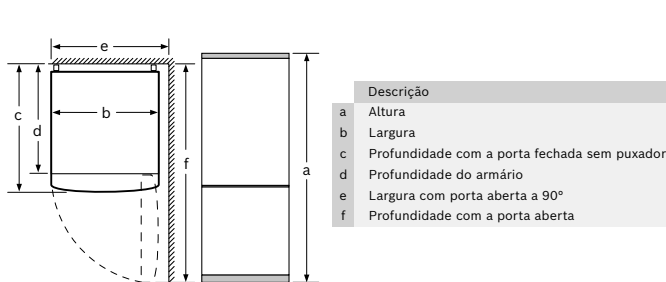 e
c
d
b
f
a
Descrição
a Altura
b Largura
c Profundidade com a porta fechada sem puxador
d Profundidade do armário
e Largura com porta aberta a 90°
f Profundidade com a porta aberta